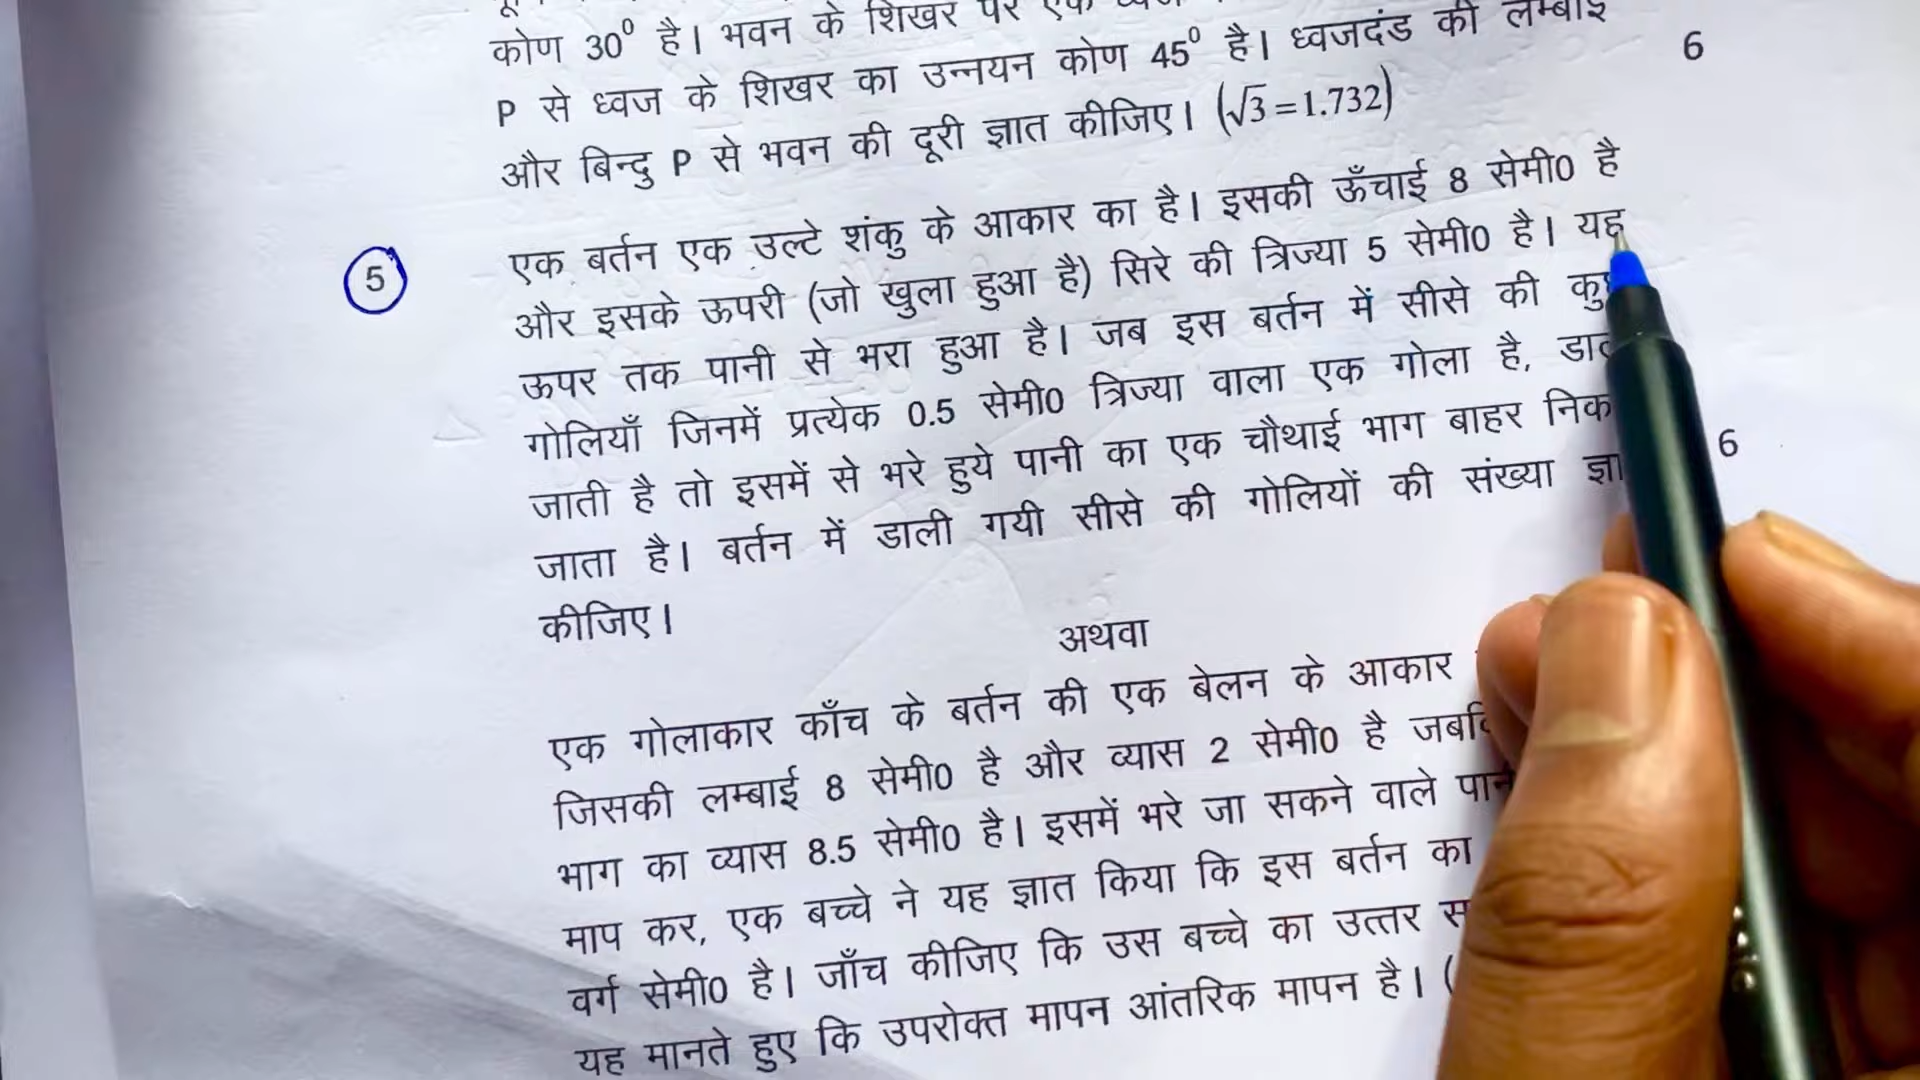 कोण 30⁰ है। भवन के शिखर पर एक
6
P से ध्वज के शिखर का उन्नयन कोण 45⁰ है। ध्वजदंड की लम्बाई
और बिन्दु P से भवन की दूरी ज्ञात कीजिए। (√3=1.732)
5
एक बर्तन एक उल्टे शंकु के आकार का है। इसकी ऊँचाई 8 सेमी0 है
और इसके ऊपरी (जो खुला हुआ है) सिरे की त्रिज्या 5 सेमी0 है। यह
ऊपर तक पानी से भरा हुआ है। जब इस बर्तन में सीसे की
गोलियाँ जिनमें प्रत्येक 0.5 सेमी0 त्रिज्या वाला एक गोला है,
जाती है तो इसमें से भरे हुये पानी का एक चौथाई भाग बाहर
6
जाता है। बर्तन में डाली गयी सीसे की गोलियों की संख्या
कीजिए।
अथवा
एक गोलाकार काँच के बर्तन की एक बेलन के आकार
जिसकी लम्बाई 8 सेमी0 है और व्यास 2 सेमी0 है
भाग का व्यास 8.5 सेमी0 है। इसमें भरे जा सकने वाले
माप कर, एक बच्चे ने यह ज्ञात किया कि इस बर्तन का
वर्ग सेमी0 है। जाँच कीजिए कि उस बच्चे का उत्तर
यह मानते हुए कि उपरोक्त मापन आंतरिक मापन है। (